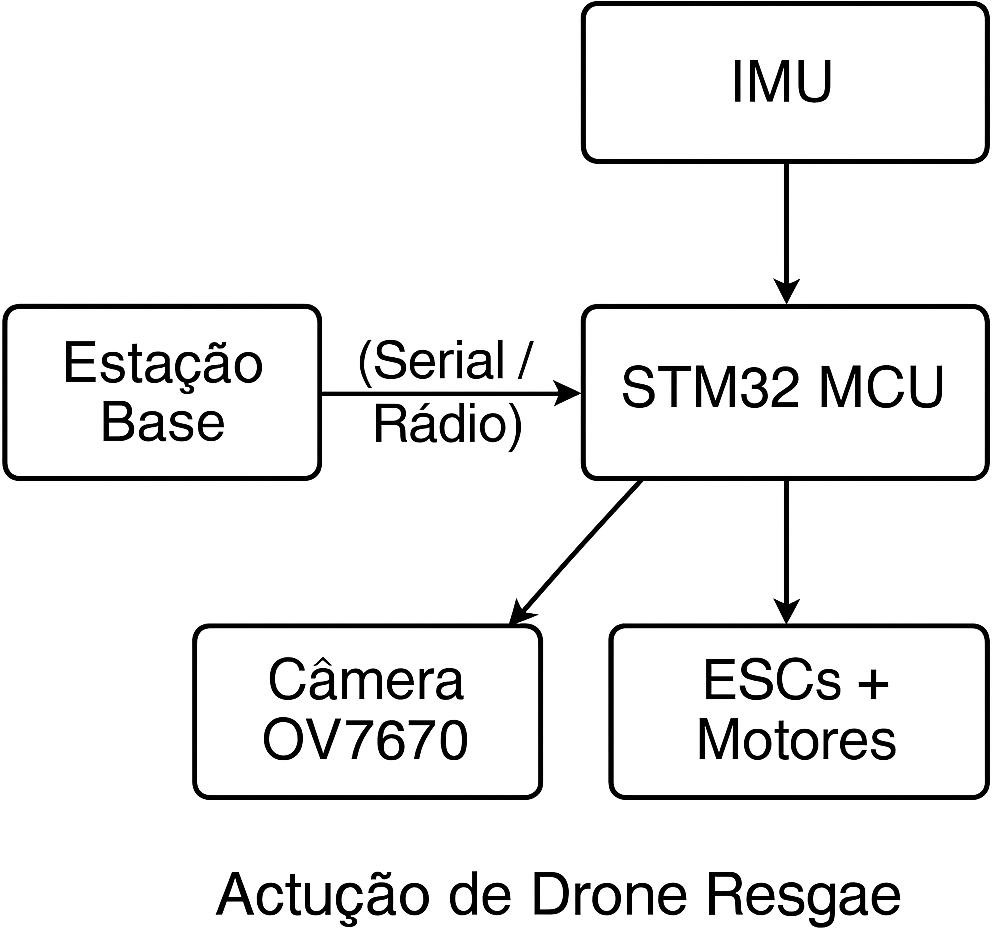 IMU
Estação
Base
(Serial /
Rádio)
STM32 MCU
Câmera
OV7670
ESCs +
Motores
Actução de Drone Resgae